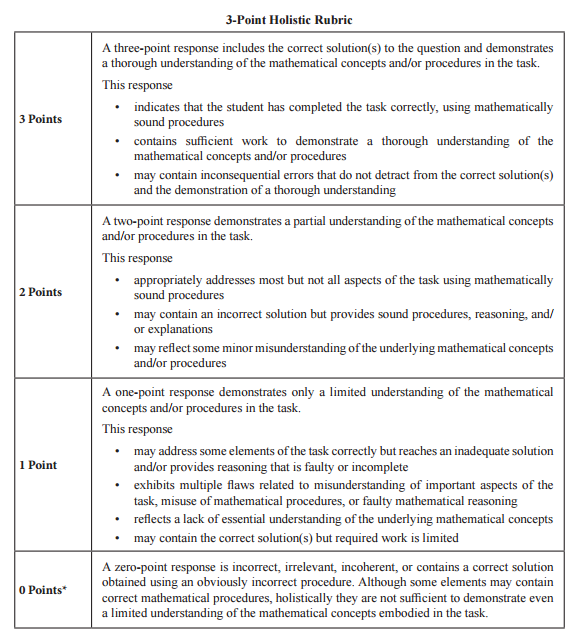 3-Point Holistic Rubric
3 Points
A three-point response includes the correct solution(s) to the question and demonstrates
a thorough understanding of the mathematical concepts and/or procedures in the task.
This response
• indicates that the student has completed the task correctly, using mathematically
sound procedures
• contains sufficient work to demonstrate a thorough understanding of the
mathematical concepts and/or procedures
• may contain inconsequential errors that do not detract from the correct solution(s)
and the demonstration of a thorough understanding
2 Points
A two-point response demonstrates a partial understanding of the mathematical concepts
and/or procedures in the task.
This response
• appropriately addresses most but not all aspects of the task using mathematically
sound procedures
• may contain an incorrect solution but provides sound procedures, reasoning, and/
or explanations
• may reflect some minor misunderstanding of the underlying mathematical concepts
and/or procedures
1 Point
A one-point response demonstrates only a limited understanding of the mathematical
concepts and/or procedures in the task.
This response
• may address some elements of the task correctly but reaches an inadequate solution
and/or provides reasoning that is faulty or incomplete
• exhibits multiple flaws related to misunderstanding of important aspects of the
task, misuse of mathematical procedures, or faulty mathematical reasoning
• reflects a lack of essential understanding of the underlying mathematical concepts
• may contain the correct solution(s) but required work is limited
0 Points*
A zero-point response is incorrect, irrelevant, incoherent, or contains a correct solution
obtained using an obviously incorrect procedure. Although some elements may contain
correct mathematical procedures, holistically they are not sufficient to demonstrate even
a limited understanding of the mathematical concepts embodied in the task.